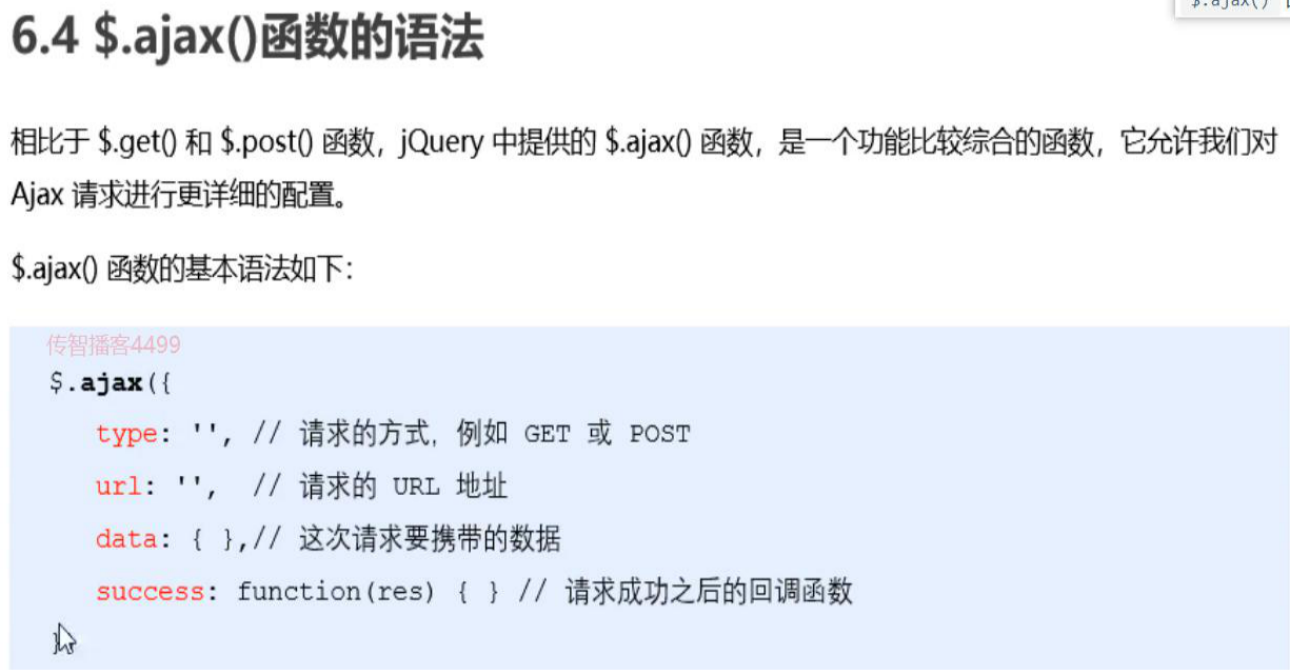 $.ajax()
6.4 $.ajax()函数的语法
相比于 $.get() 和 $.post() 函数，jQuery 中提供的 $.ajax() 函数，是一个功能比较综合的函数，它允许我们对
Ajax 请求进行更详细的配置。
$.ajax() 函数的基本语法如下：
传智播客4499
$.ajax({
type: '', // 请求的方式，例如 GET 或 POST
url: '', // 请求的 URL 地址
data: { },// 这次请求要携带的数据
success: function(res) { } // 请求成功之后的回调函数
}